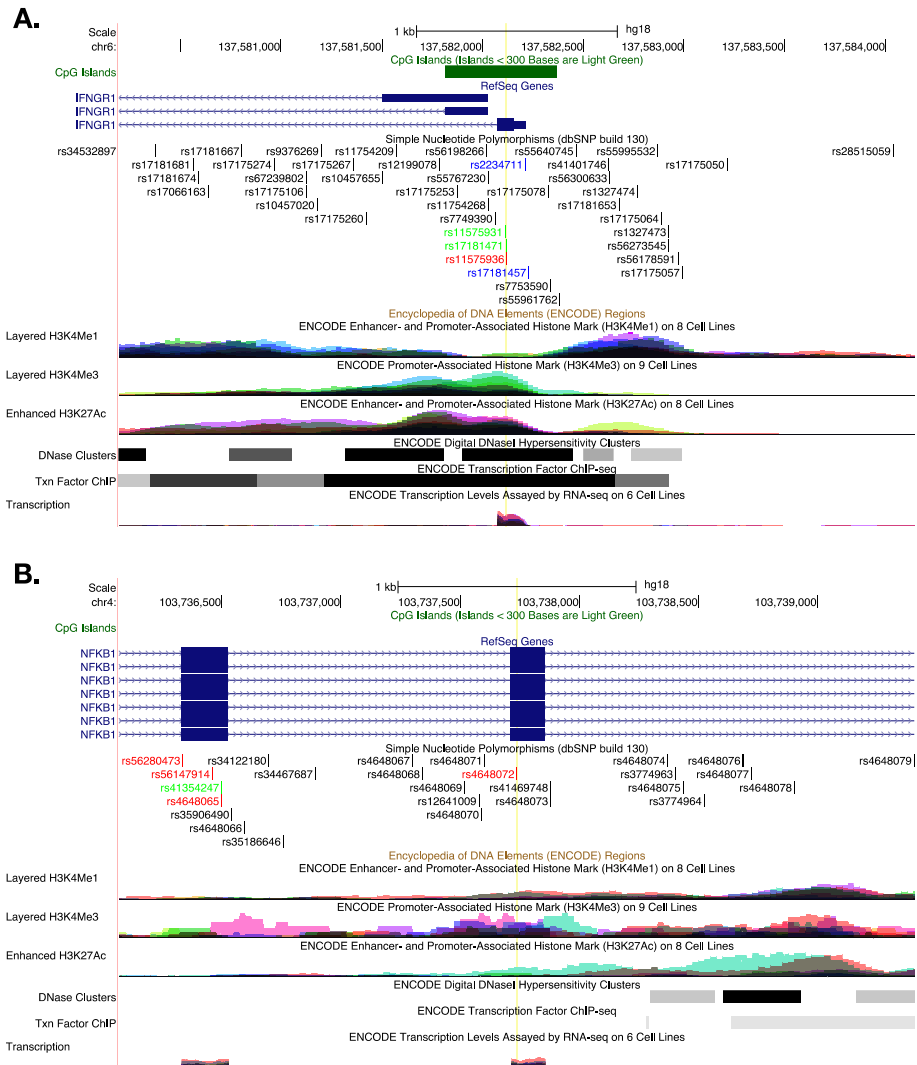 A.
Scale 1 kb hg18
chr6: 137,581,000 137,581,500 137,582,000 137,582,500 137,583,000 137,583,500 137,584,000
CpG Islands (Islands < 300 Bases are Light Green)
CpG Islands
RefSeq Genes
IFNGR1
IFNGR1
IFNGR1
Simple Nucleotide Polymorphisms (dbSNP build 130)
rs34532897 rs17181667 rs9376269 rs11754209 rs56198266 rs55640745 rs55995532 rs28515059
rs17181681 rs17175274 rs17175267 rs12199078 rs2234711 rs41401746 rs17175050
rs17181674 rs67239802 rs10457655 rs55767230 rs56300633
rs17066163 rs17175106 rs17175253 rs17175078 rs1327474
rs10457020 rs11754268 rs17181653
rs17175260 rs7749390 rs17175064
rs11575931 rs1327473
rs17181471 rs56273545
rs11575936 rs56178591
rs17181457 rs17175057
rs7753590
rs55961762
Encyclopedia of DNA Elements (ENCODE) Regions
ENCODE Enhancer- and Promoter-Associated Histone Mark (H3K4Me1) on 8 Cell Lines
Layered H3K4Me1
ENCODE Promoter-Associated Histone Mark (H3K4Me3) on 9 Cell Lines
Layered H3K4Me3
ENCODE Enhancer- and Promoter-Associated Histone Mark (H3K27Ac) on 8 Cell Lines
Enhanced H3K27Ac
ENCODE Digital DNaseI Hypersensitivity Clusters
DNase Clusters
ENCODE Transcription Factor ChIP-seq
Txn Factor ChIP
ENCODE Transcription Levels Assayed by RNA-seq on 6 Cell Lines
Transcription
B.
Scale 1 kb hg18
chr4: 103,736,500 103,737,000 103,737,500 103,738,000 103,738,500 103,739,000
CpG Islands (Islands < 300 Bases are Light Green)
CpG Islands
RefSeq Genes
NFKB1
NFKB1
NFKB1
NFKB1
NFKB1
NFKB1
NFKB1
Simple Nucleotide Polymorphisms (dbSNP build 130)
rs56280473 rs34122180 rs4648067 rs4648071 rs4648074 rs4648076 rs4648079
rs56147914 rs34467687 rs4648068 rs4648072 rs3774963 rs4648077
rs41354247 rs4648069 rs41469748 rs4648075 rs4648078
rs4648065 rs12641009 rs4648073 rs3774964
rs35906490 rs4648070
rs4648066
rs35186646
Encyclopedia of DNA Elements (ENCODE) Regions
ENCODE Enhancer- and Promoter-Associated Histone Mark (H3K4Me1) on 8 Cell Lines
Layered H3K4Me1
ENCODE Promoter-Associated Histone Mark (H3K4Me3) on 9 Cell Lines
Layered H3K4Me3
ENCODE Enhancer- and Promoter-Associated Histone Mark (H3K27Ac) on 8 Cell Lines
Enhanced H3K27Ac
ENCODE Digital DNaseI Hypersensitivity Clusters
DNase Clusters
ENCODE Transcription Factor ChIP-seq
Txn Factor ChIP
ENCODE Transcription Levels Assayed by RNA-seq on 6 Cell Lines
Transcription